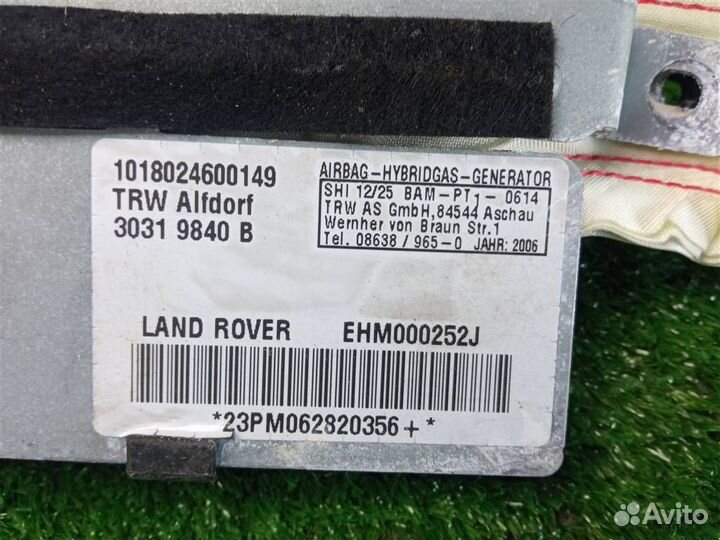 1018024600149
TRW Alfdorf
3031 9840 B
AIRBAG-HYBRIDGAS-GENERATOR
SHI 12/25 BAM-PT1- 0614
TRW AS GmbH,84544 Aschau
Wernher von Braun Str.1
Tel. 08638 / 965-0 JAHR: 2006
LAND ROVER EHM000252J
*23PM062820356+*
Avito